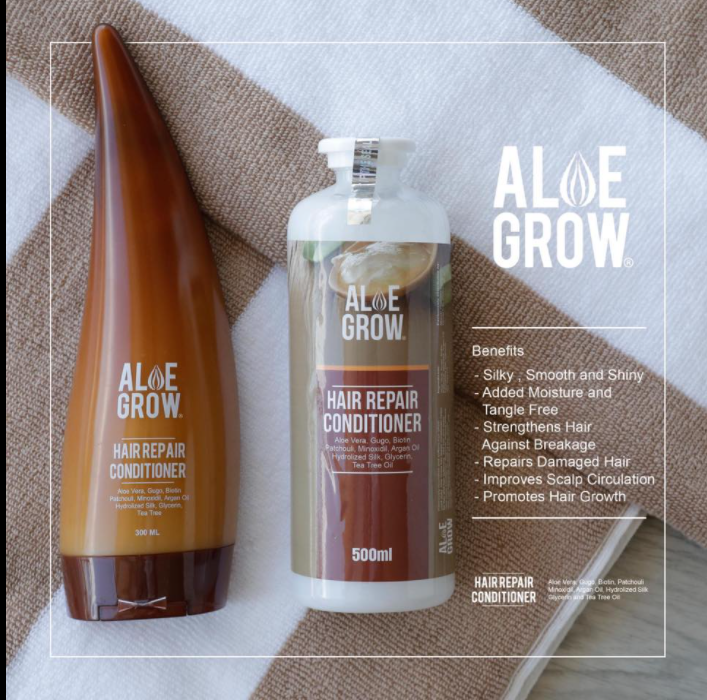 ALOE
GROW®
HAIR REPAIR
CONDITIONER
Aloe Vera, Gugo, Biotin
Patchouli, Minoxidil, Argan Oil
Hydrolized Silk, Glycerin,
Tea Tree
300 ML
ALOE
GROW®
HAIR REPAIR
CONDITIONER
Aloe Vera, Gugo, Biotin
Patchouli, Minoxidil, Argan Oil
Hydrolized Silk, Glycerin,
Tea Tree Oil
500ml
ALOE
GROW
ALOE
GROW®
Benefits
- Silky , Smooth and Shiny
- Added Moisture and
Tangle Free
- Strengthens Hair
Against Breakage
- Repairs Damaged Hair
- Improves Scalp Circulation
- Promotes Hair Growth
HAIR REPAIR
CONDITIONER
Aloe Vera, Gugo, Biotin, Patchouli
Minoxidil, Argan Oil, Hydrolized Silk
Glycerin and Tea Tree Oil